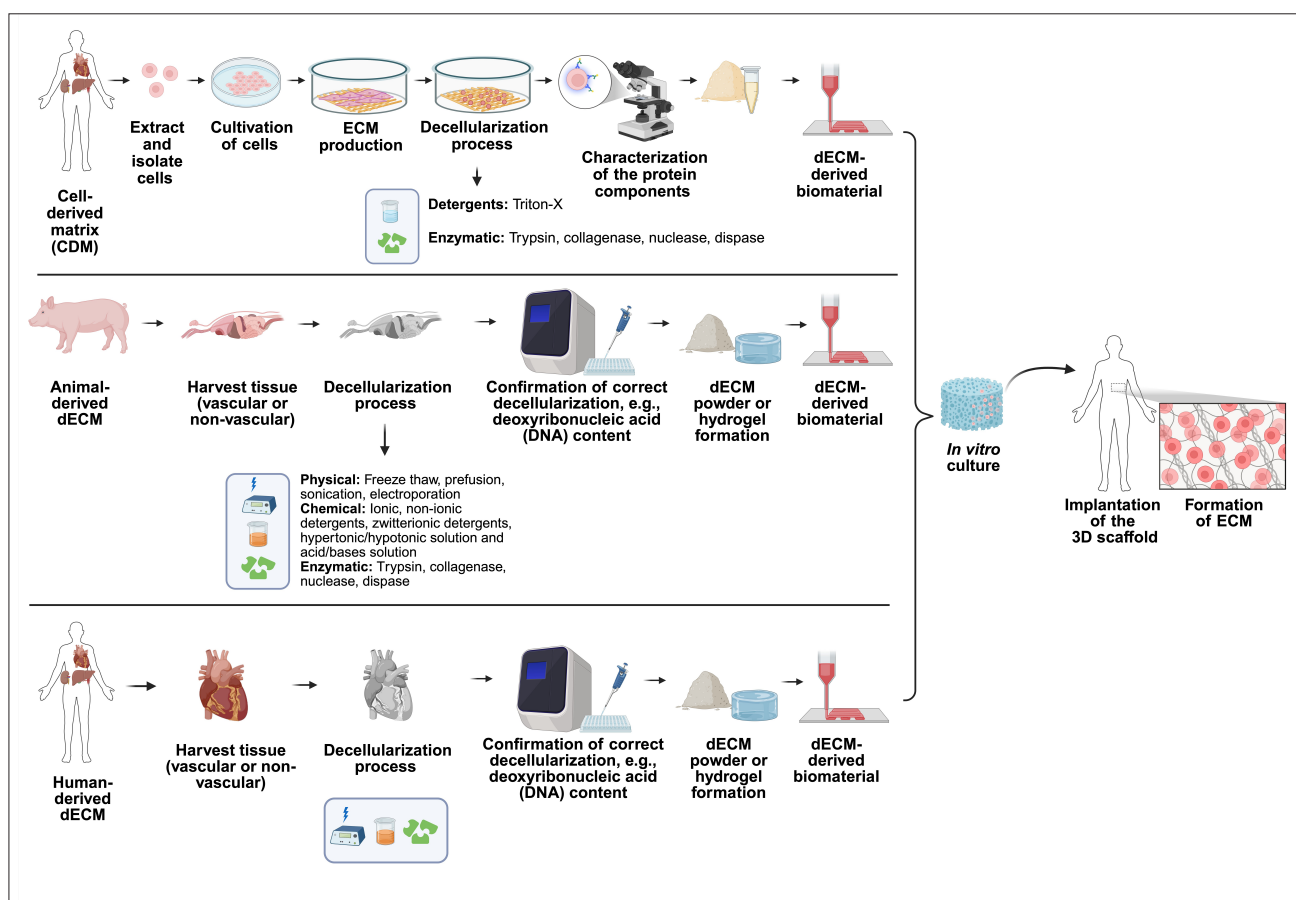 Extract
and
isolate
cells
Cultivation
of cells
ECM
production
Decellularization
process
Characterization
of the protein
components
dECM-
derived
biomaterial
Cell-
derived
matrix
(CDM)
Detergents: Triton-X
Enzymatic: Trypsin, collagenase, nuclease, dispase
Animal-
derived
dECM
Harvest tissue
(vascular or
non-vascular)
Decellularization
process
Confirmation of correct
decellularization, e.g.,
deoxyribonucleic acid
(DNA) content
dECM
powder or
hydrogel
formation
dECM-
derived
biomaterial
Physical: Freeze thaw, prefusion,
sonication, electroporation
Chemical: Ionic, non-ionic
detergents, zwitterionic detergents,
hypertonic/hypotonic solution and
acid/bases solution
Enzymatic: Trypsin, collagenase,
nuclease, dispase
Human-
derived
dECM
Harvest tissue
(vascular or non-
vascular)
Decellularization
process
Confirmation of correct
decellularization, e.g.,
deoxyribonucleic acid
(DNA) content
dECM
powder or
hydrogel
formation
dECM-
derived
biomaterial
In vitro
culture
Implantation
of the
3D scaffold
Formation
of ECM